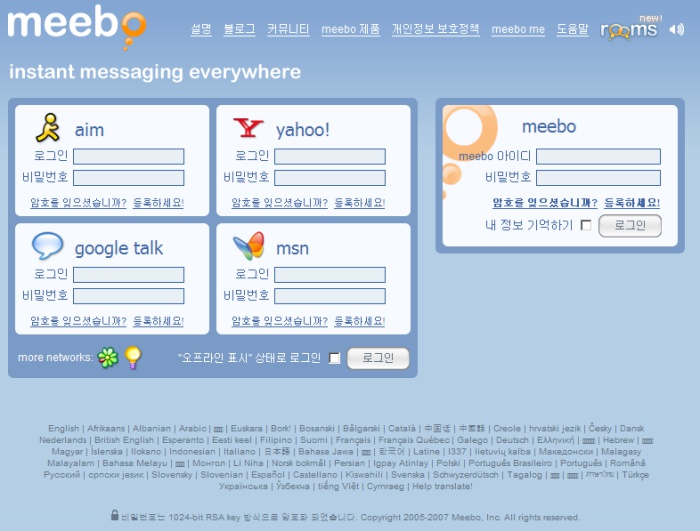 meebo
설명 블로그 커뮤니티 meebo 제품 개인정보 보호정책 meebo me 도움말 rooms new!
instant messaging everywhere
aim
로그인
비밀번호
암호를 잊으셨습니까? 등록하세요!
yahoo!
로그인
비밀번호
암호를 잊으셨습니까? 등록하세요!
meebo
meebo 아이디
비밀번호
암호를 잊으셨습니까? 등록하세요!
내 정보 기억하기 로그인
google talk
로그인
비밀번호
암호를 잊으셨습니까? 등록하세요!
msn
로그인
비밀번호
암호를 잊으셨습니까? 등록하세요!
more networks: "오프라인 표시" 상태로 로그인 로그인
English | Afrikaans | Albanian | Arabic | | Euskara | Bork! | Bosanski | Bâlgarski | Català | 中国话 | 中國話 | Creole | hrvatski jezik | Česky | Dansk
Nederlands | British English | Esperanto | Eesti keel | Filipino | Suomi | Français | Français Québec | Galego | Deutsch | Ελληνική | | Hebrew |
Magyar | Íslenska | Ilokano | Indonesian | Italiano | 日本語 | Bahasa Jawa | | 한국어 | Latine | l337 | lietuvių kalba | Македонски | Malagasy
Malayalam | Bahasa Melayu | | Монгол | Li Niha | Norsk bokmål | Persian | Igpay Atinlay | Polski | Português Brasileiro | Português | Română
Русский | српски језик | Slovensky | Slovenian | Español | Castellano | Kiswahili | Svenska | Schwyzerdütsch | Tagalog | | | ภาษาไทย | Türkçe
Українська | Ўзбекча | tiếng Việt | Cymraeg | Help translate!
비밀번호는 1024-bit RSA key 방식으로 암호화 되었습니다. Copyright 2005-2007 Meebo, Inc. All rights reserved.